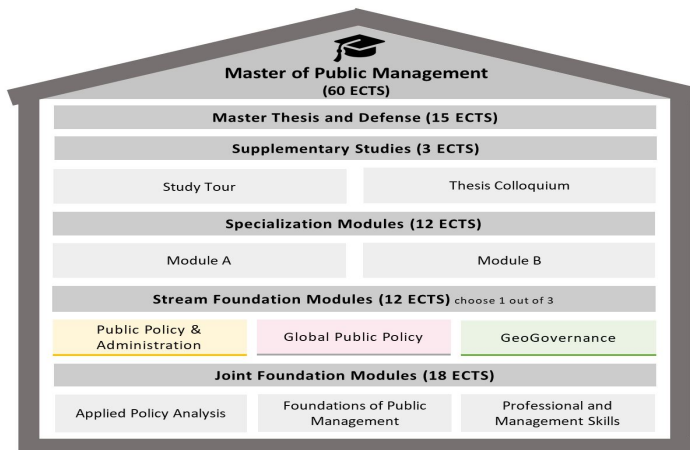 Master of Public Management
(60 ECTS)
Master Thesis and Defense (15 ECTS)
Supplementary Studies (3 ECTS)
Study Tour
Thesis Colloquium
Specialization Modules (12 ECTS)
Module A
Module B
Stream Foundation Modules (12 ECTS) choose 1 out of 3
Public Policy &
Administration
Global Public Policy
GeoGovernance
Joint Foundation Modules (18 ECTS)
Applied Policy Analysis
Foundations of Public
Management
Professional and
Management Skills